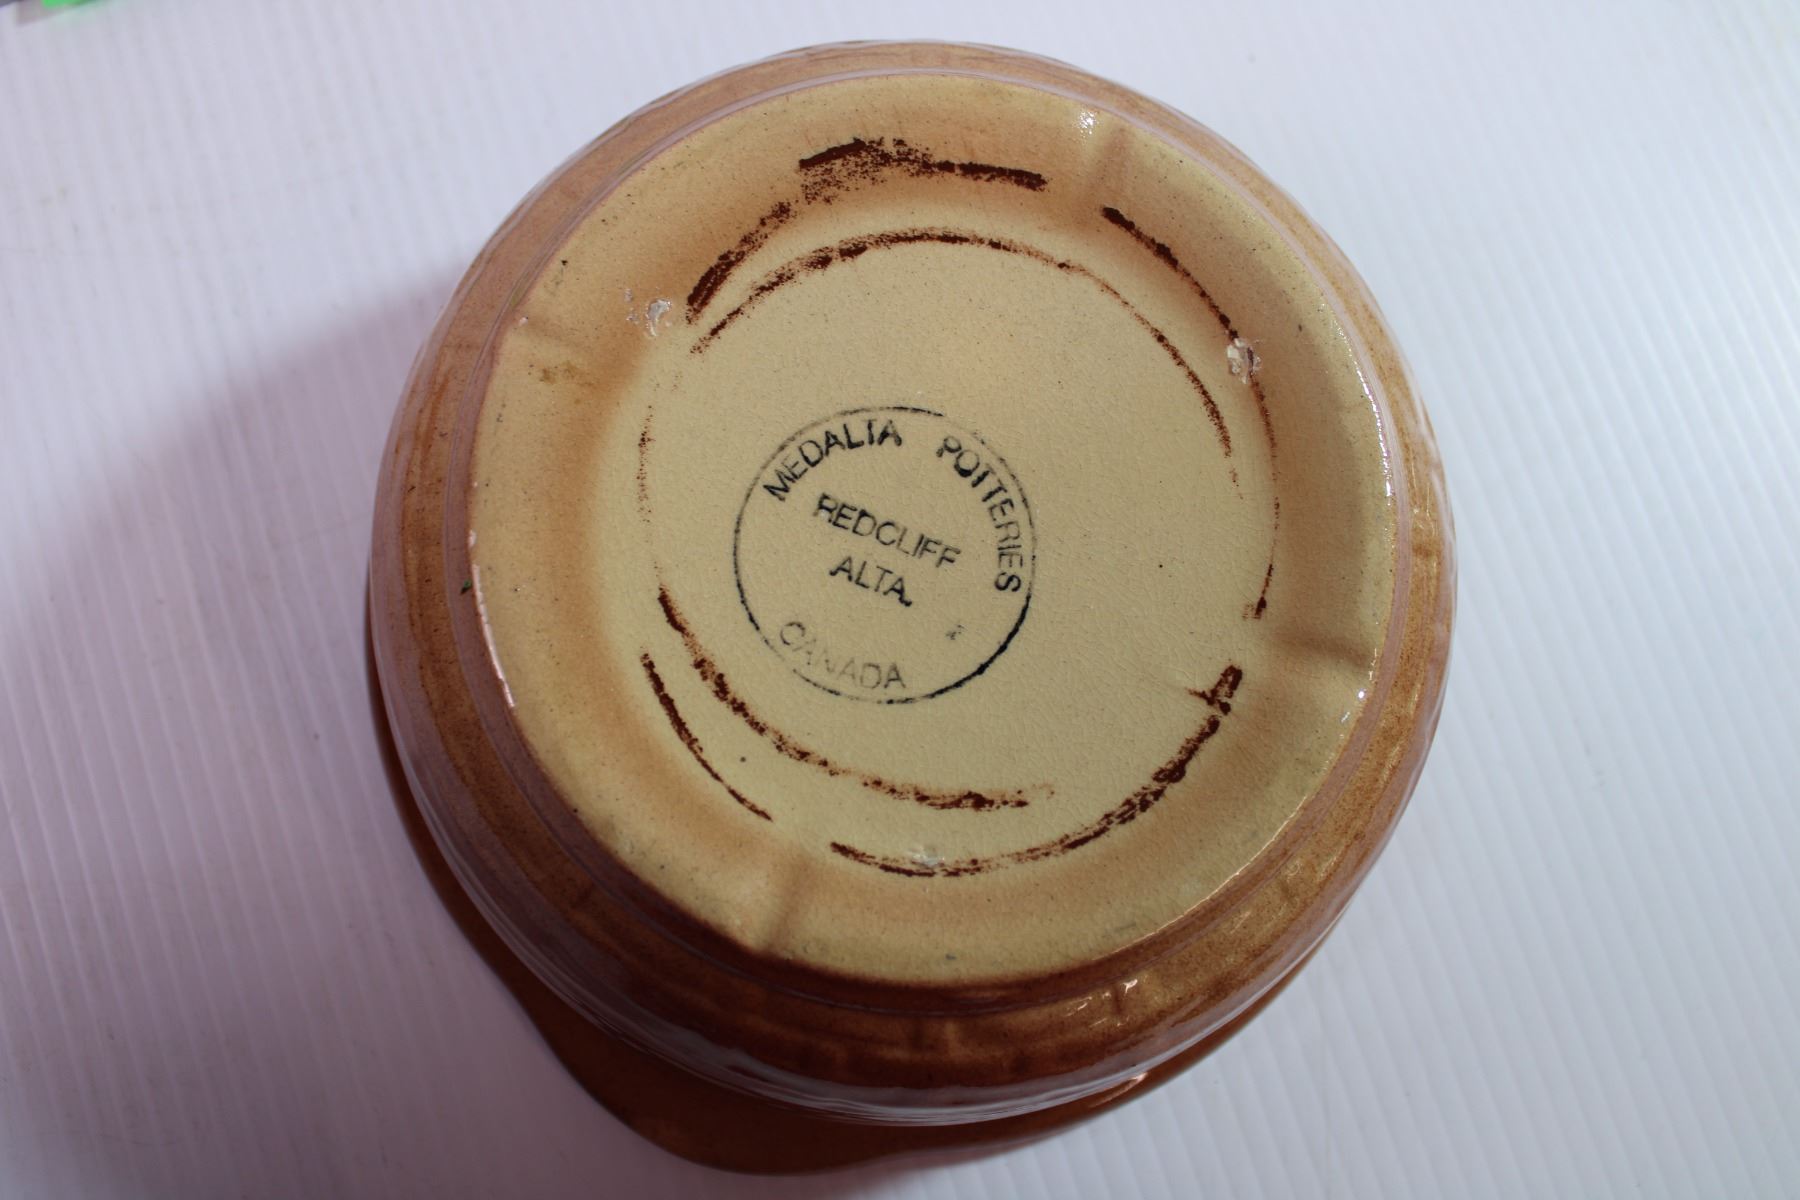 MEDALTA POTTERIES
REDCLIFF
ALTA.
CANADA